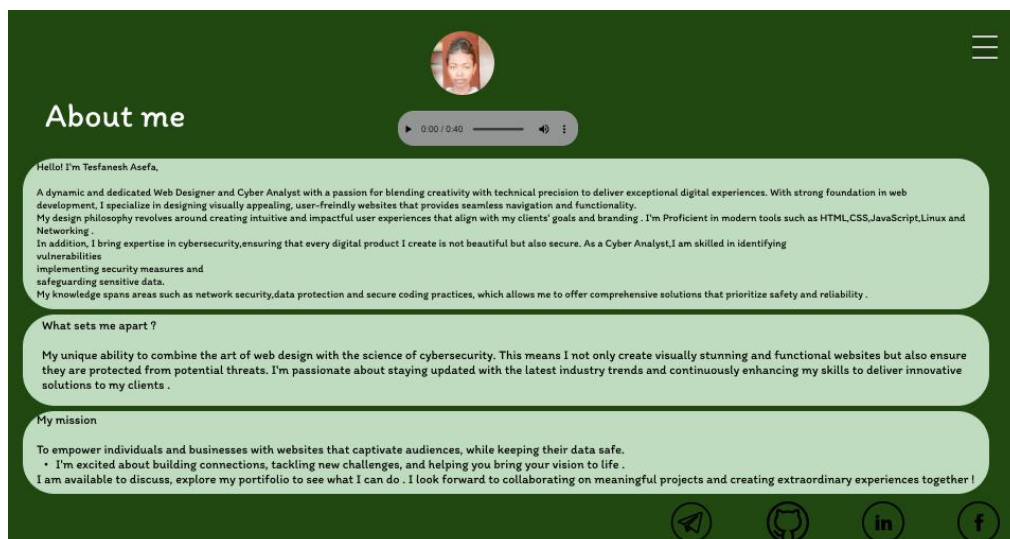 About me
0:00 / 0:40
Hello! I'm Tesfanesh Asefa,
A dynamic and dedicated Web Designer and Cyber Analyst with a passion for blending creativity with technical precision to deliver exceptional digital experiences. With strong foundation in web
development, I specialize in designing visually appealing, user-freindly websites that provides seamless navigation and functionality.
My design philosophy revolves around creating intuitive and impactful user experiences that align with my clients' goals and branding . I'm Proficient in modern tools such as HTML,CSS,JavaScript,Linux and
Networking .
In addition, I bring expertise in cybersecurity,ensuring that every digital product I create is not beautiful but also secure. As a Cyber Analyst,I am skilled in identifying
vulnerabilities
implementing security measures and
safeguarding sensitive data.
My knowledge spans areas such as network security,data protection and secure coding practices, which allows me to offer comprehensive solutions that prioritize safety and reliability .
What sets me apart ?
My unique ability to combine the art of web design with the science of cybersecurity. This means I not only create visually stunning and functional websites but also ensure
they are protected from potential threats. I'm passionate about staying updated with the latest industry trends and continuously enhancing my skills to deliver innovative
solutions to my clients .
My mission
To empower individuals and businesses with websites that captivate audiences, while keeping their data safe.
• I'm excited about building connections, tackling new challenges, and helping you bring your vision to life .
I am available to discuss, explore my portifolio to see what I can do . I look forward to collaborating on meaningful projects and creating extraordinary experiences together !
in
f